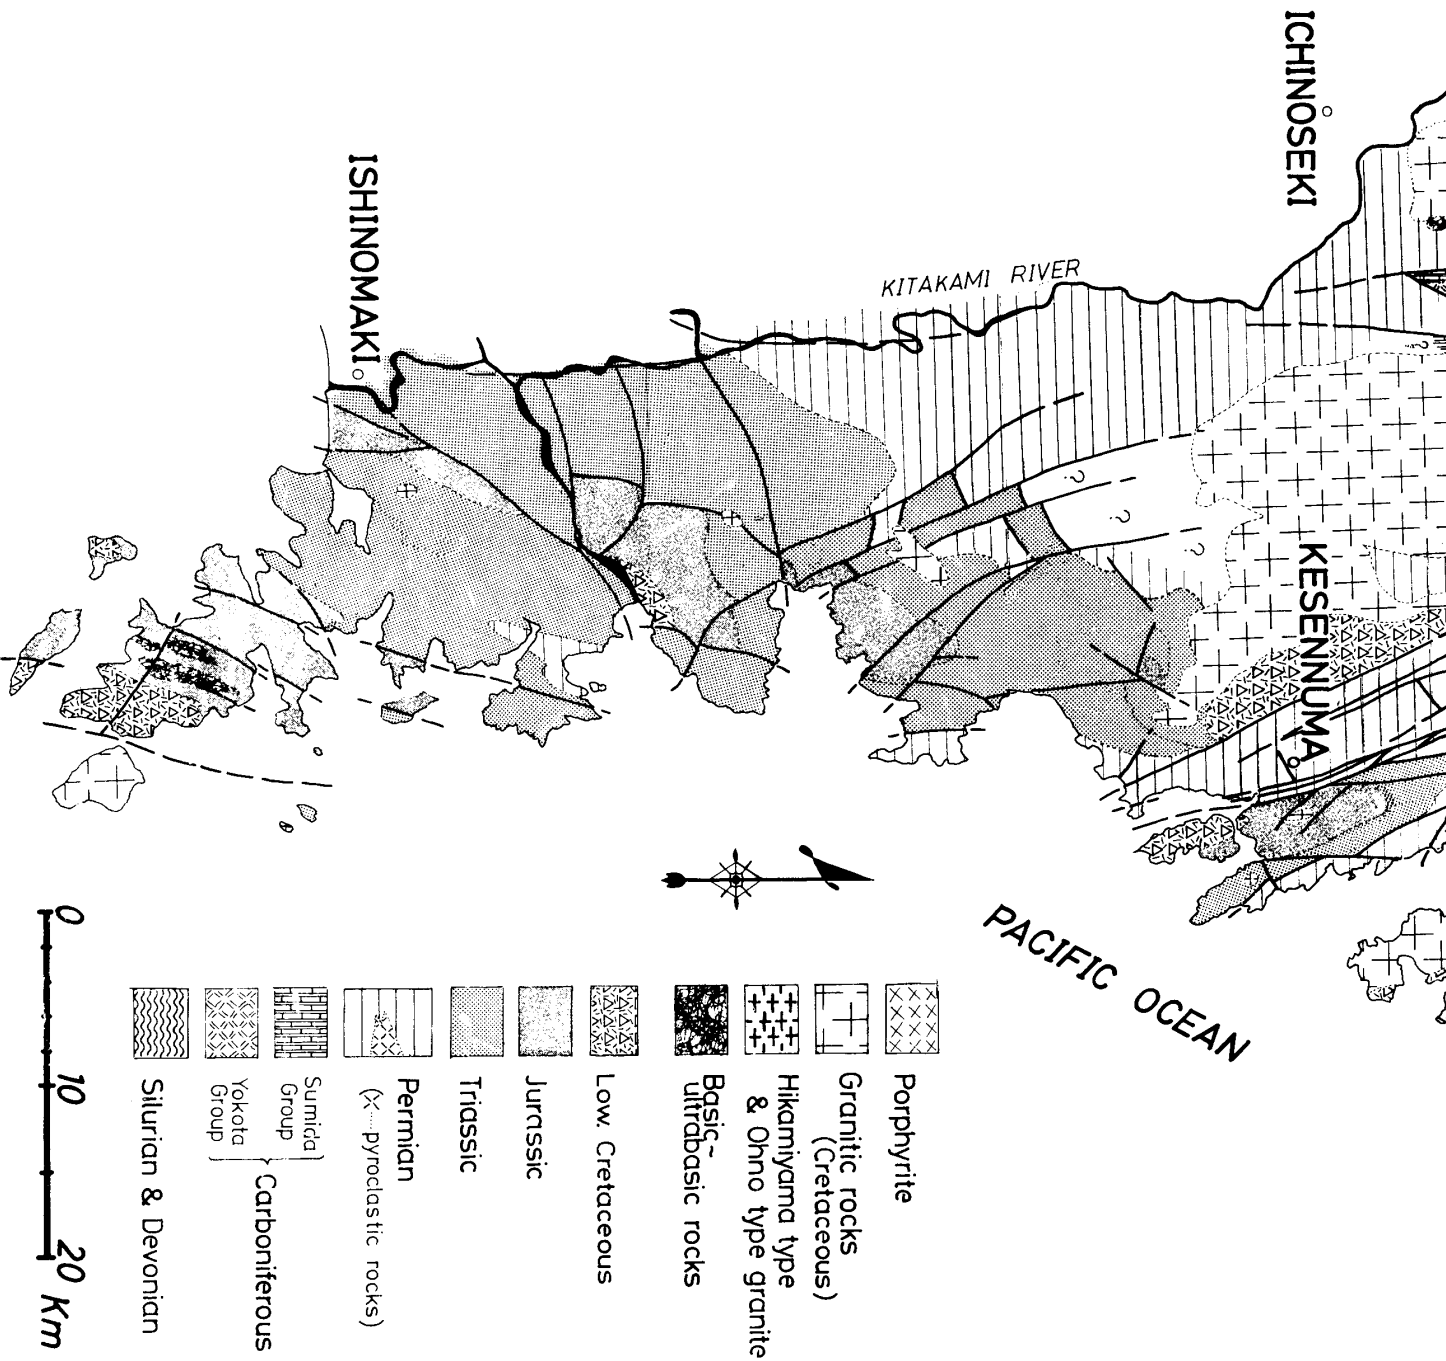 ICHINOSEKI
KITAKAMI RIVER
ISHINOMAKI
?
?
?
?
KESENNUMA
PACIFIC OCEAN
Porphyrite
Granitic rocks
(Cretaceous)
Hikamiyama type
& Ohno type granite
Basic~
ultrabasic rocks
Low. Cretaceous
Jurassic
Triassic
Permian
(X---pyroclastic rocks)
Sumida
Group
Yokota
Group
Carboniferous
Silurian & Devonian
0 10 20 Km